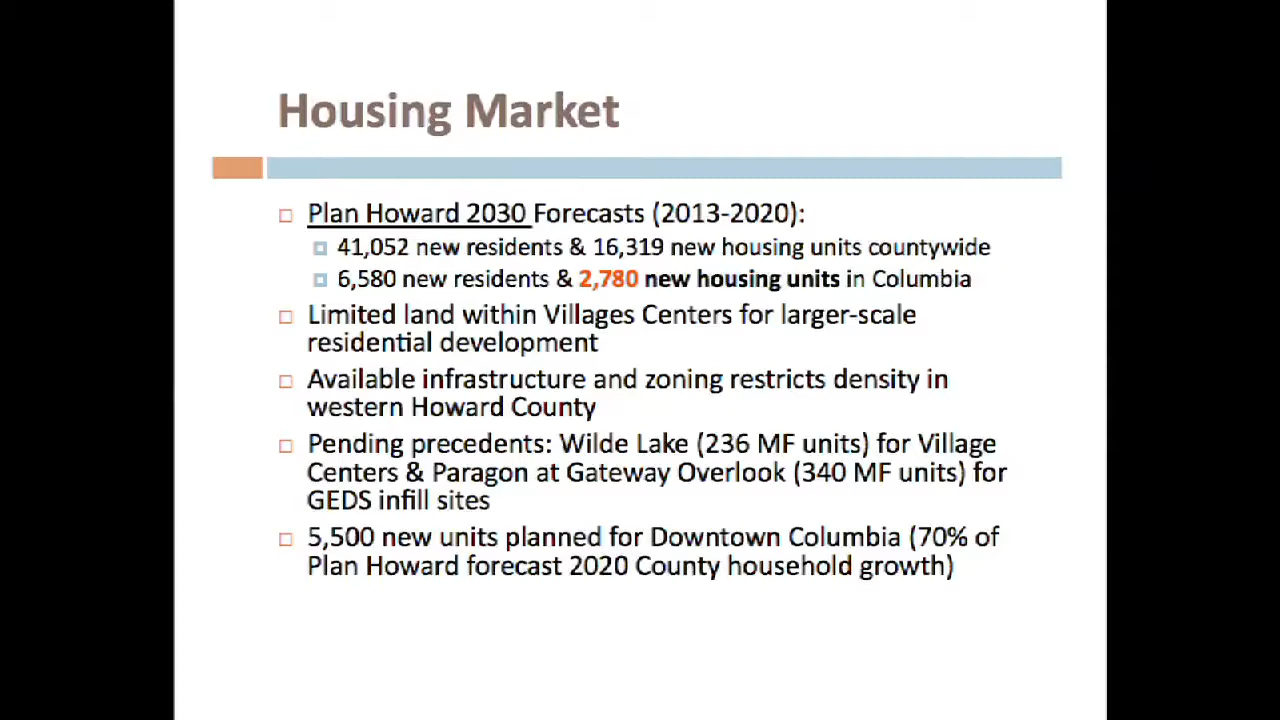 Housing Market
Plan Howard 2030 Forecasts (2013-2020):
41,052 new residents & 16,319 new housing units countywide
6,580 new residents & 2,780 new housing units in Columbia
Limited land within Villages Centers for larger-scale
residential development
Available infrastructure and zoning restricts density in
western Howard County
Pending precedents: Wilde Lake (236 MF units) for Village
Centers & Paragon at Gateway Overlook (340 MF units) for
GEDS infill sites
5,500 new units planned for Downtown Columbia (70% of
Plan Howard forecast 2020 County household growth)